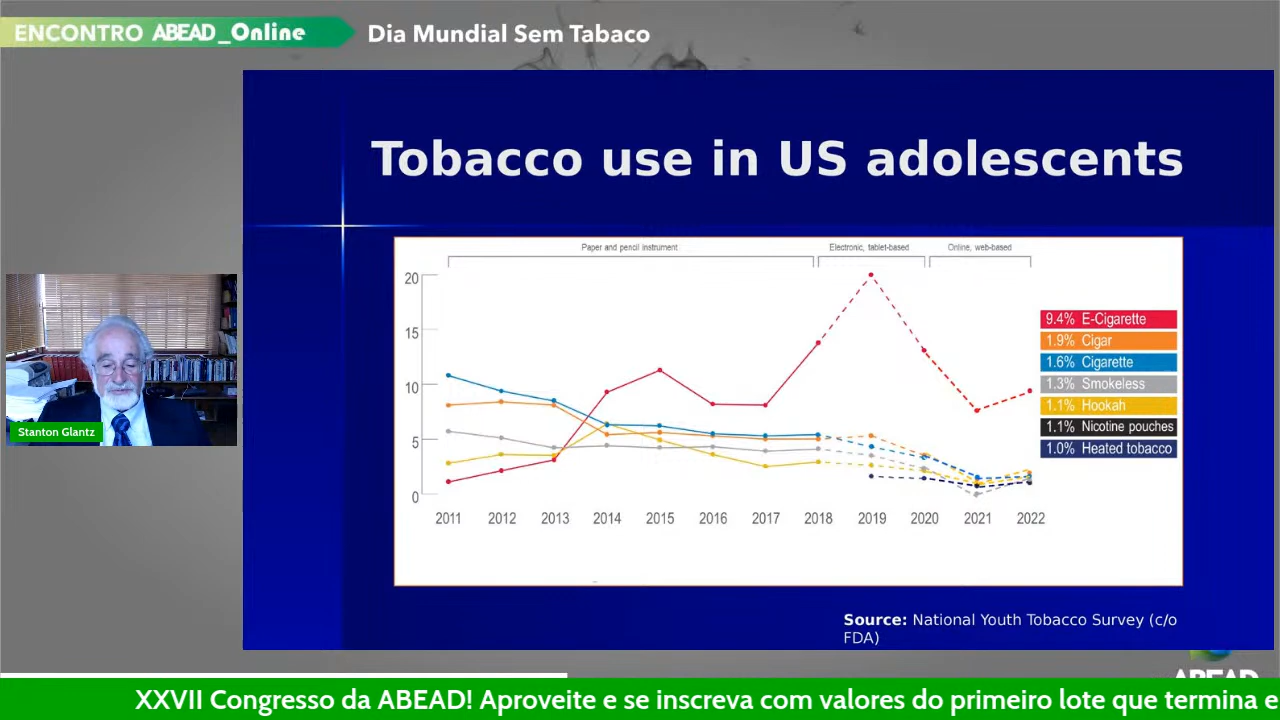 ENCONTRO ABEAD_Online
Dia Mundial Sem Tabaco
Tobacco use in US adolescents
Paper and pencil instrument
Electronic, tablet-based
Online, web-based
20
15
10
5
0
2011 2012 2013 2014 2015 2016 2017 2018 2019 2020 2021 2022
9.4% E-Cigarette
1.9% Cigar
1.6% Cigarette
1.3% Smokeless
1.1% Hookah
1.1% Nicotine pouches
1.0% Heated tobacco
Stanton Glantz
Source: National Youth Tobacco Survey (c/o
FDA)
ABEAD
XXVII Congresso da ABEAD! Aproveite e se inscreva com valores do primeiro lote que termina e